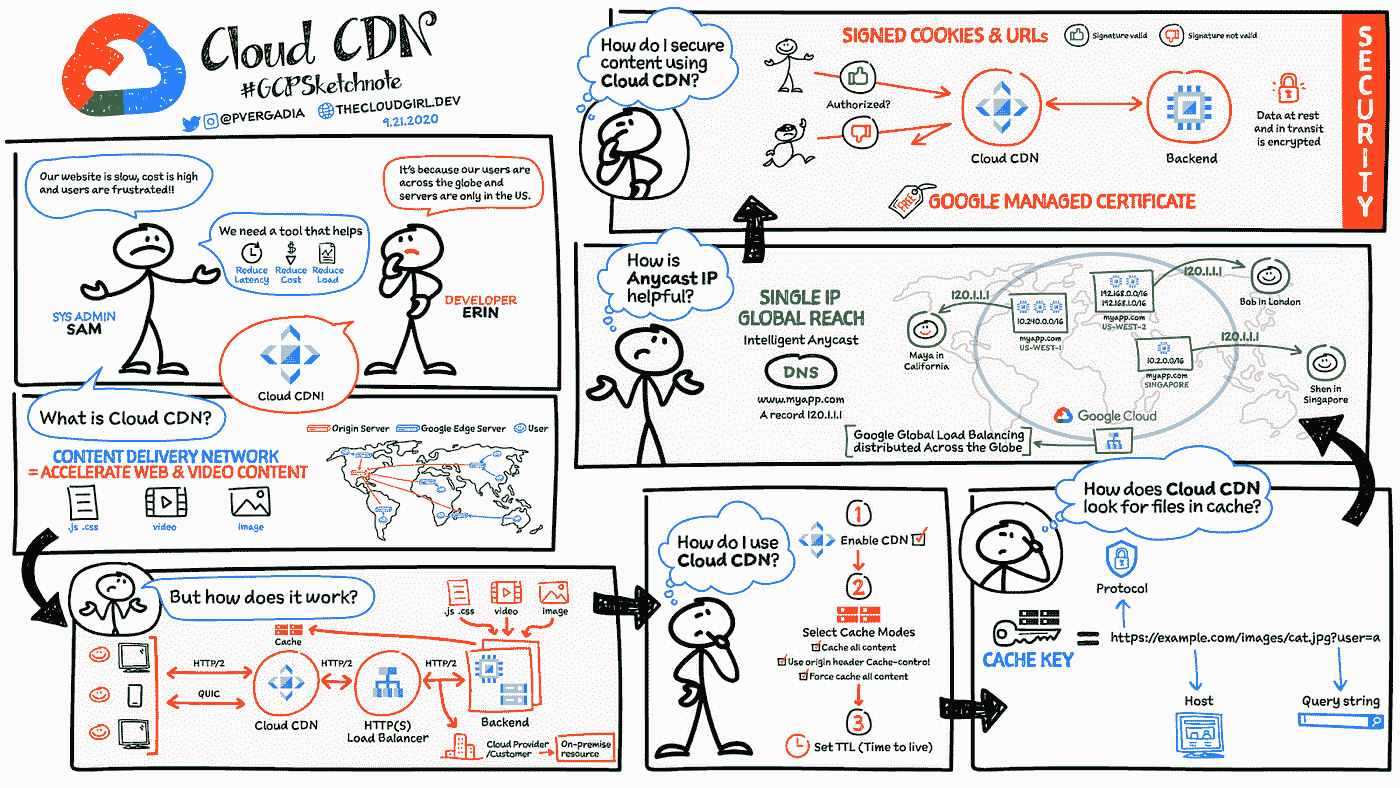 Cloud CDN
#GCPSketchnote
@PVERGADIA THECLOUDGIRL.DEV
9.21.2020
Our website is slow, cost is high
and users are frustrated!!
It's because our users are
across the globe and
servers are only in the US.
We need a tool that helps
Reduce Latency
Reduce Cost
Reduce Load
SYS ADMIN
SAM
DEVELOPER
ERIN
Cloud CDN!
What is Cloud CDN?
CONTENT DELIVERY NETWORK
= ACCELERATE WEB & VIDEO CONTENT
js .css video image
Origin Server Google Edge Server User
But how does it work?
js .css video image
Cache
HTTP/2 HTTP/2 HTTP/2
QUIC
Cloud CDN
HTTP(S)
Load Balancer
Backend
Cloud Provider
/Customer
On-premise
resource
How do I use
Cloud CDN?
1
Enable CDN
2
Select Cache Modes
Cache all content
Use origin header Cache-control
Force cache all content
3
Set TTL (Time to live)
How does Cloud CDN
look for files in cache?
Protocol
CACHE KEY
= https://example.com/images/cat.jpg?user=a
Host
Query string
How is
Anycast IP
helpful?
SINGLE IP
GLOBAL REACH
Intelligent Anycast
DNS
www.myapp.com
A record 120.1.1.1
120.1.1.1
Maya in
California
10.240.0.0/16
myapp.com
US-WEST-1
192.168.0.0/16
192.168.1.0/16
myapp.com
US-WEST-2
120.1.1.1
Bob in London
10.2.0.0/16
myapp.com
SINGAPORE
120.1.1.1
Shen in
Singapore
Google Cloud
Google Global Load Balancing
distributed Across the Globe
How do I secure
content using
Cloud CDN?
SIGNED COOKIES & URLs
Signature valid
Signature not valid
Authorized?
Cloud CDN
Backend
Data at rest
and in transit
is encrypted
FREE
GOOGLE MANAGED CERTIFICATE
SECURITY